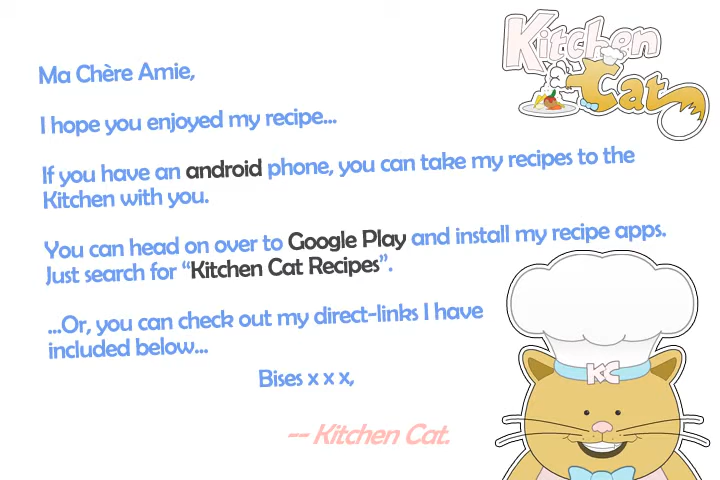 Kitchen
Cat
Ma Chère Amie,
I hope you enjoyed my recipe...
If you have an android phone, you can take my recipes to the
Kitchen with you.
You can head on over to Google Play and install my recipe apps.
Just search for “Kitchen Cat Recipes”.
...Or, you can check out my direct-links I have
included below...
Bises x x x,
-- Kitchen Cat.
KC